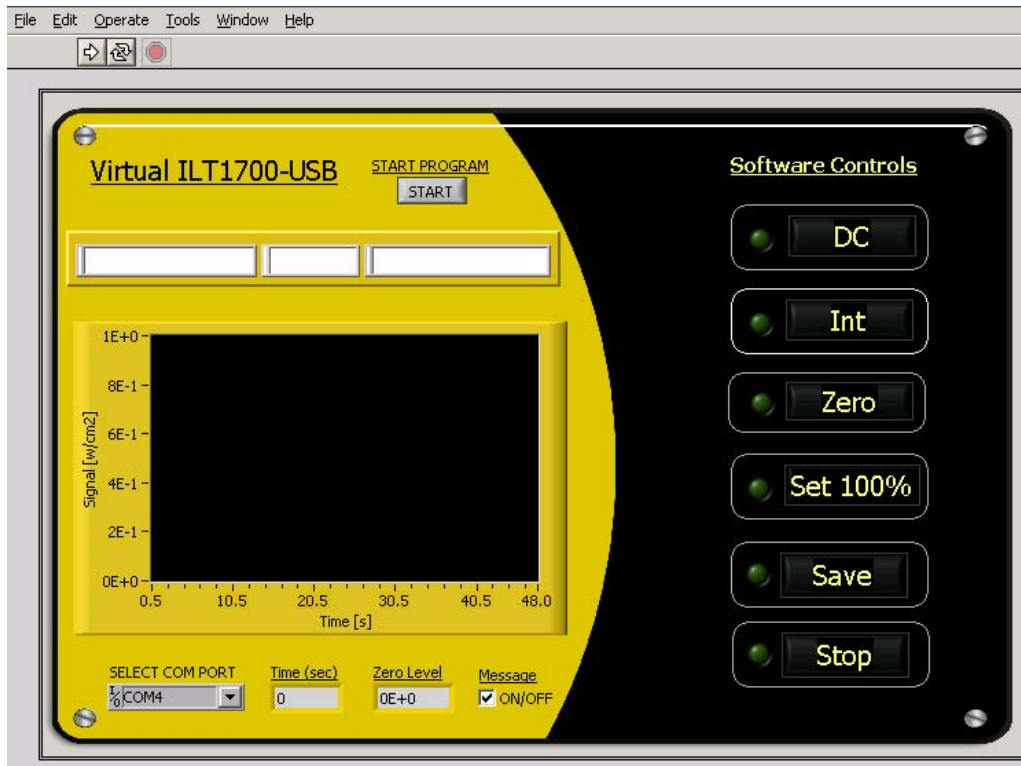 File Edit Operate Tools Window Help
Virtual ILT1700-USB
START PROGRAM
START
Software Controls
DC
Int
Zero
Set 100%
Save
Stop
Signal [w/cm2]
1E+0
8E-1
6E-1
4E-1
2E-1
0E+0
0.5 10.5 20.5 30.5 40.5 48.0
Time [s]
SELECT COM PORT
I/0 COM4
Time (sec)
0
Zero Level
0E+0
Message
ON/OFF